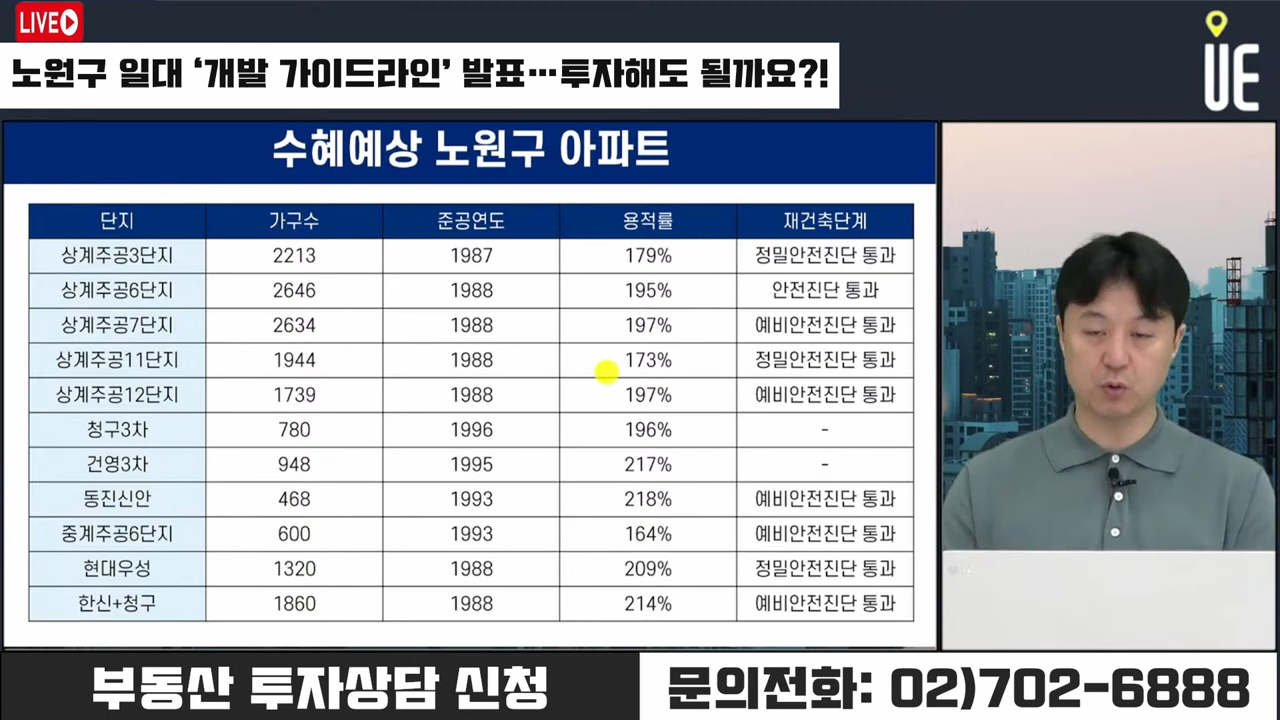 LIVE
노원구 일대 ‘개발 가이드라인’ 발표…투자해도 될까요?!
UE
수혜예상 노원구 아파트
단지 가구수 준공연도 용적률 재건축단계
상계주공3단지 2213 1987 179% 정밀안전진단 통과
상계주공6단지 2646 1988 195% 안전진단 통과
상계주공7단지 2634 1988 197% 예비안전진단 통과
상계주공11단지 1944 1988 173% 정밀안전진단 통과
상계주공12단지 1739 1988 197% 예비안전진단 통과
청구3차 780 1996 196% -
건영3차 948 1995 217% -
동진신안 468 1993 218% 예비안전진단 통과
중계주공6단지 600 1993 164% 예비안전진단 통과
현대우성 1320 1988 209% 정밀안전진단 통과
한신+청구 1860 1988 214% 예비안전진단 통과
부동산 투자상담 신청
문의전화: 02)702-6888